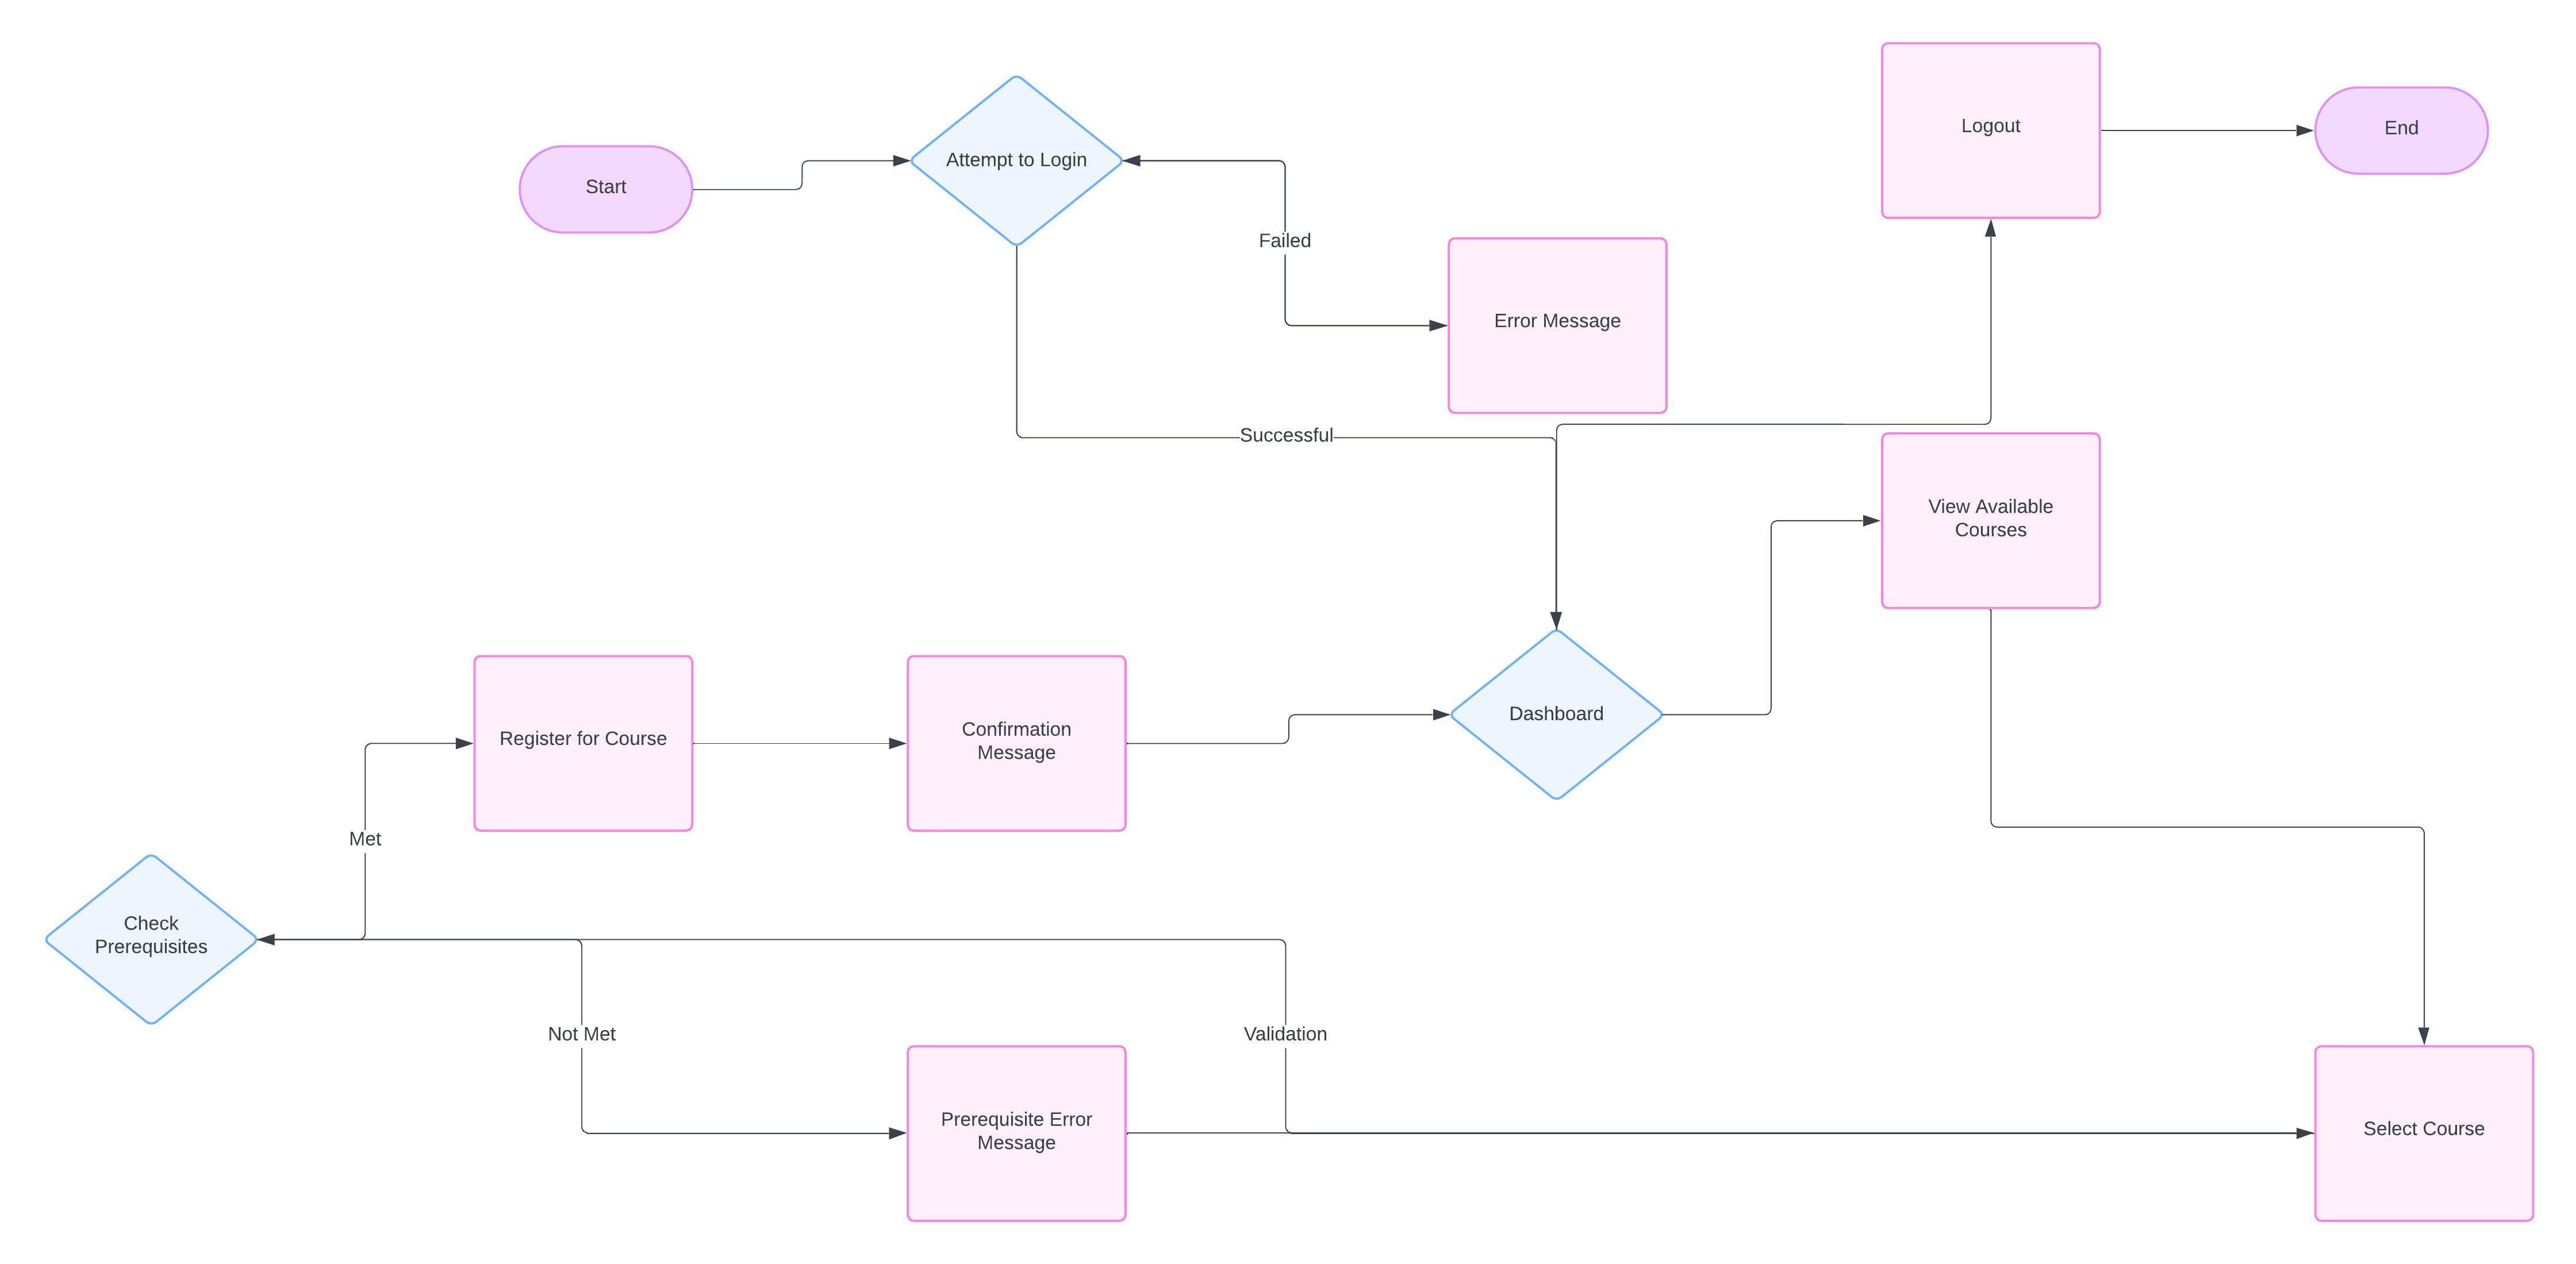 Logout
End
Start
Attempt to Login
Failed
Error Message
Successful
View Available
Courses
Register for Course
Confirmation
Message
Dashboard
Met
Check
Prerequisites
Not Met
Validation
Prerequisite Error
Message
Select Course